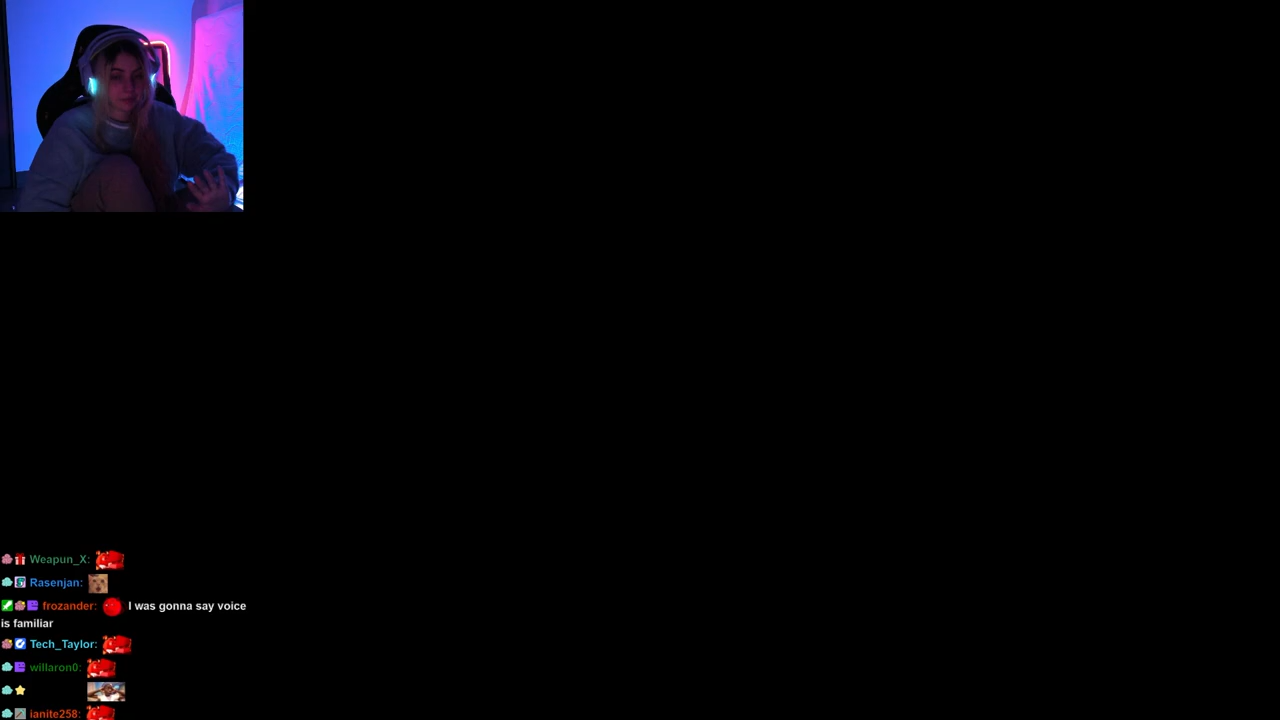 Weapun_X:
Rasenjan:
frozander: I was gonna say voice
is familiar
Tech_Taylor:
willaron0:
ianite258: